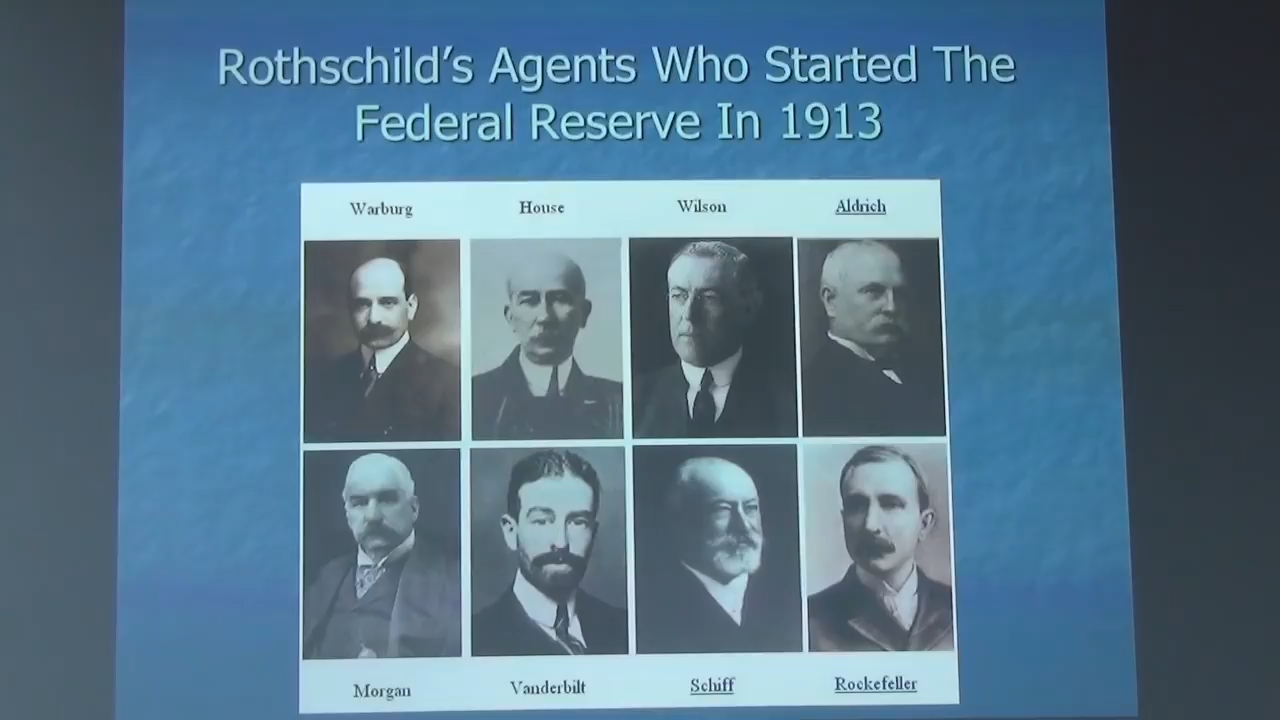 Rothschild's Agents Who Started The
Federal Reserve In 1913
Warburg House Wilson Aldrich
Morgan Vanderbilt Schiff Rockefeller